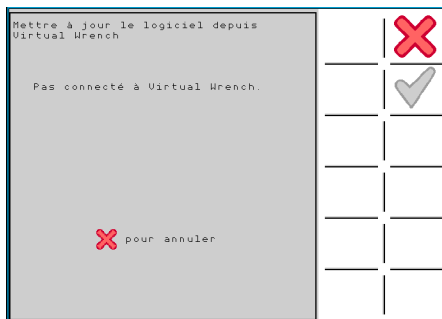 Mettre à jour le logiciel depuis
Virtual Wrench
Pas connecté à Virtual Wrench.
pour annuler